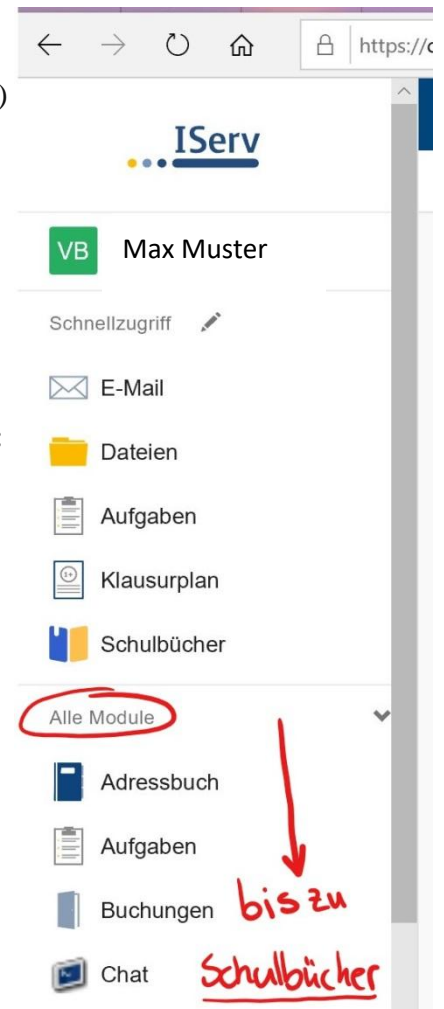 )
https://
IServ
VB Max Muster
Schnellzugriff
E-Mail
:
Dateien
Aufgaben
Klausurplan
Schulbücher
Alle Module
Adressbuch
Aufgaben
Buchungen
bis zu
Chat
Schulbücher